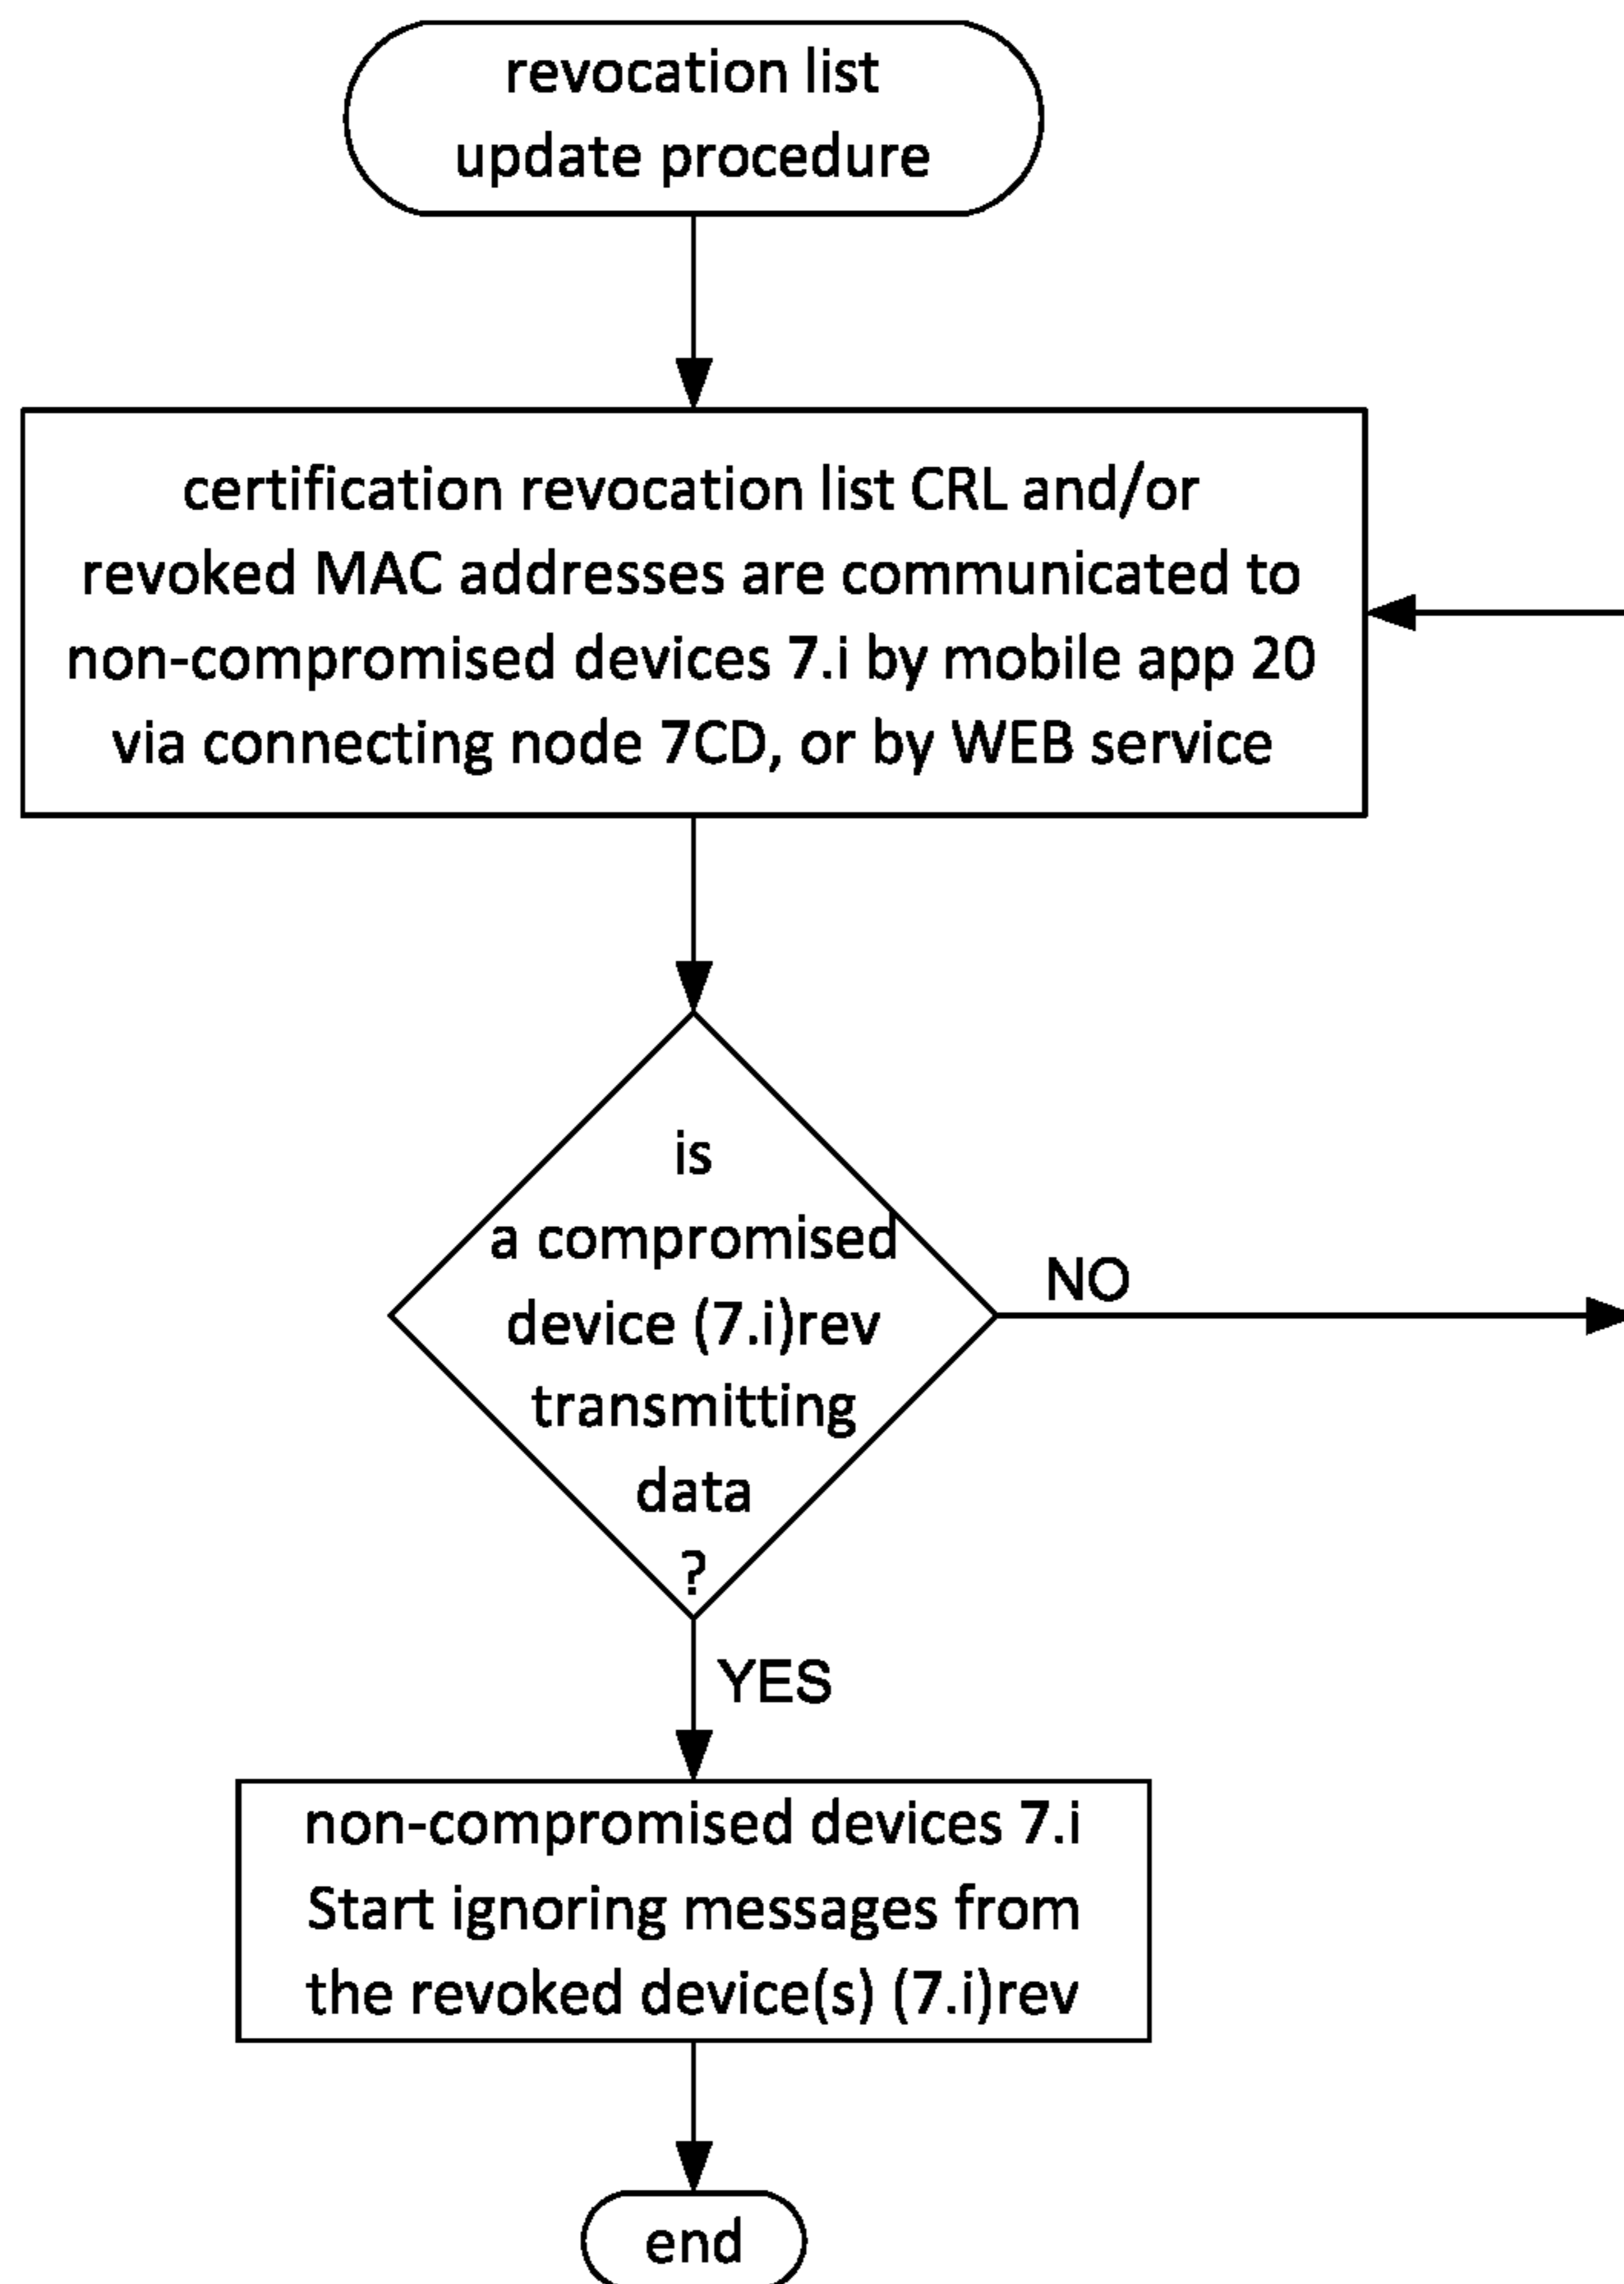 revocation list
update procedure
certification revocation list CRL and/or
revoked MAC addresses are communicated to
non-compromised devices 7.i by mobile app 20
via connecting node 7CD, or by WEB service
is
a compromised
device (7.i)rev
transmitting
data
?
NO
YES
non-compromised devices 7.i
Start ignoring messages from
the revoked device(s) (7.i)rev
end